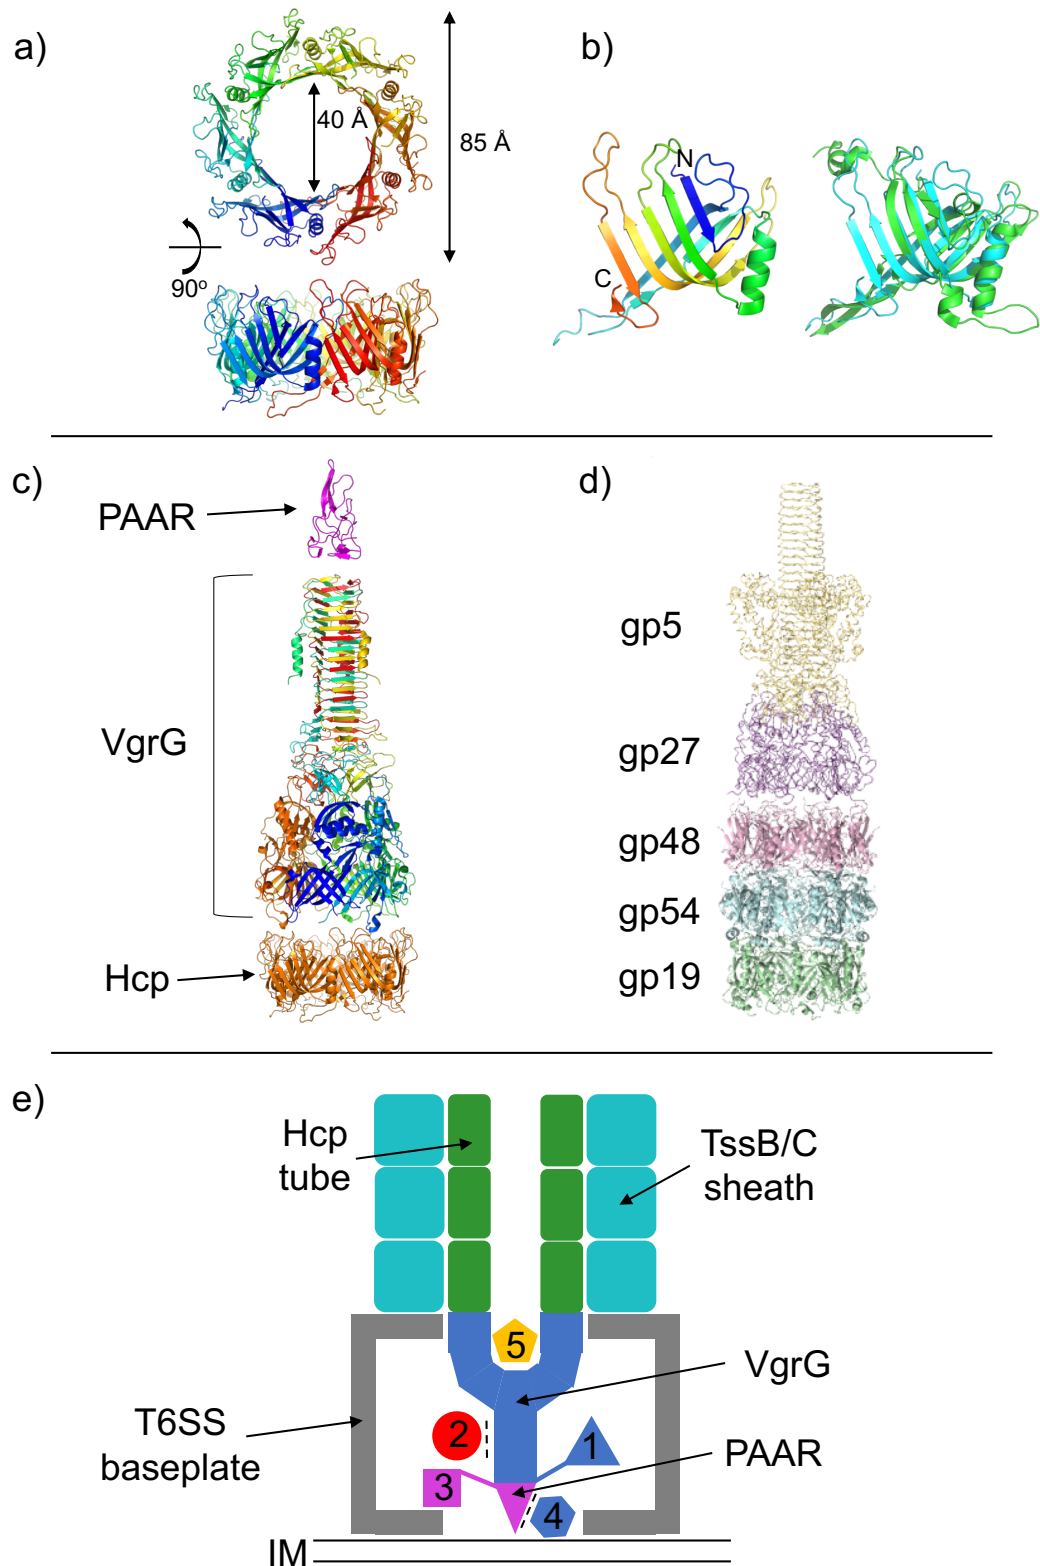 a)
40 Å
85 Å
90º
b)
N
C
c)
PAAR
VgrG
Hcp
d)
gp5
gp27
gp48
gp54
gp19
e)
Hcp
tube
TssB/C
sheath
5
VgrG
T6SS
baseplate
2
1
PAAR
3
4
IM